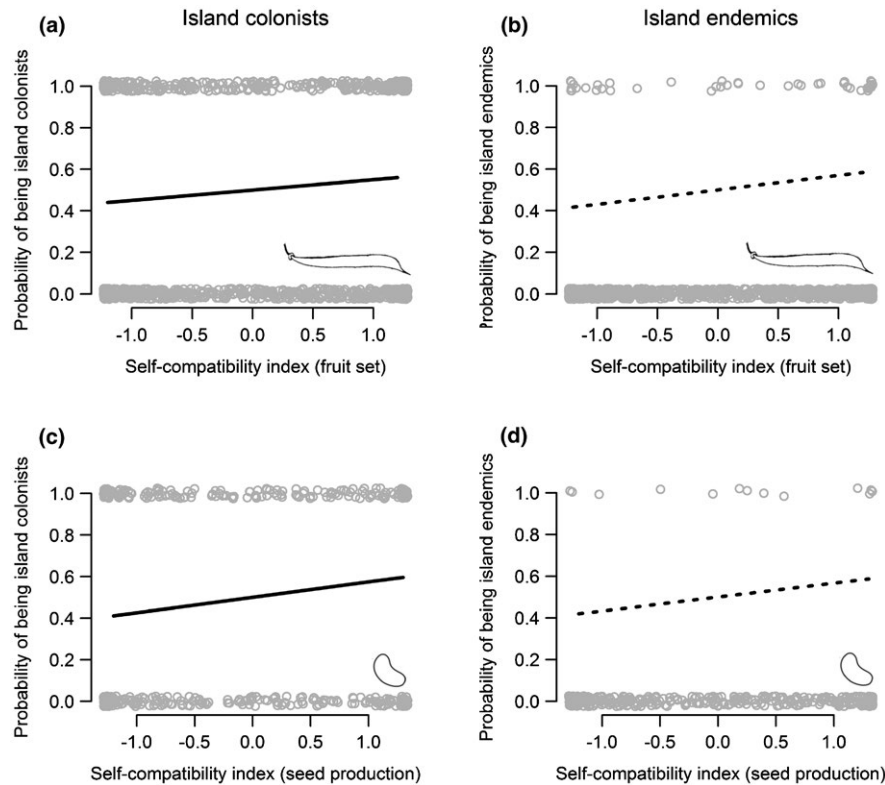 Island colonists
Island endemics
(a)
Probability of being island colonists
1.0
0.8
0.6
0.4
0.2
0.0
-1.0 -0.5 0.0 0.5 1.0
Self-compatibility index (fruit set)
(b)
Probability of being island endemics
1.0
0.8
0.6
0.4
0.2
0.0
-1.0 -0.5 0.0 0.5 1.0
Self-compatibility index (fruit set)
(c)
Probability of being island colonists
1.0
0.8
0.6
0.4
0.2
0.0
-1.0 -0.5 0.0 0.5 1.0
Self-compatibility index (seed production)
(d)
Probability of being island endemics
1.0
0.8
0.6
0.4
0.2
0.0
-1.0 -0.5 0.0 0.5 1.0
Self-compatibility index (seed production)